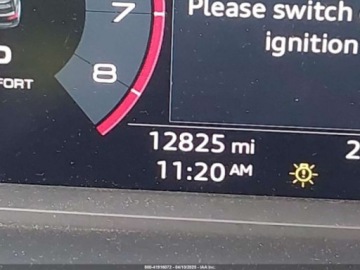 Please switch
ignition
7
8
FORT
12825 mi
11:20 AM
2